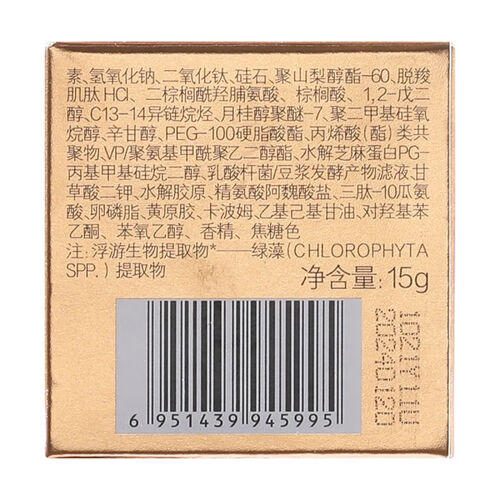 素、氢氧化钠、二氧化钛、硅石、聚山梨醇酯-60、脱羧
肌肽 HCl、二棕榈酰羟脯氨酸、棕榈酸、1,2-戊二
醇、C13-14异链烷烃、月桂醇聚醚-7、聚二甲基硅氧
烷醇、辛甘醇、PEG-100硬脂酸酯、丙烯酸(酯)类共
聚物、VP/聚氨基甲酰聚乙二醇酯、水解芝麻蛋白PG-
丙基甲基硅烷二醇、乳酸杆菌/豆浆发酵产物滤液、甘
草酸二钾、水解胶原、精氨酸阿魏酸盐、三肽-10瓜氨
酸、卵磷脂、黄原胶、卡波姆、乙基己基甘油、对羟基苯
乙酮、苯氧乙醇、香精、焦糖色
注:浮游生物提取物*——绿藻(CHLOROPHYTA
SPP.)提取物
净含量:15g
6 951439 945995
20240120